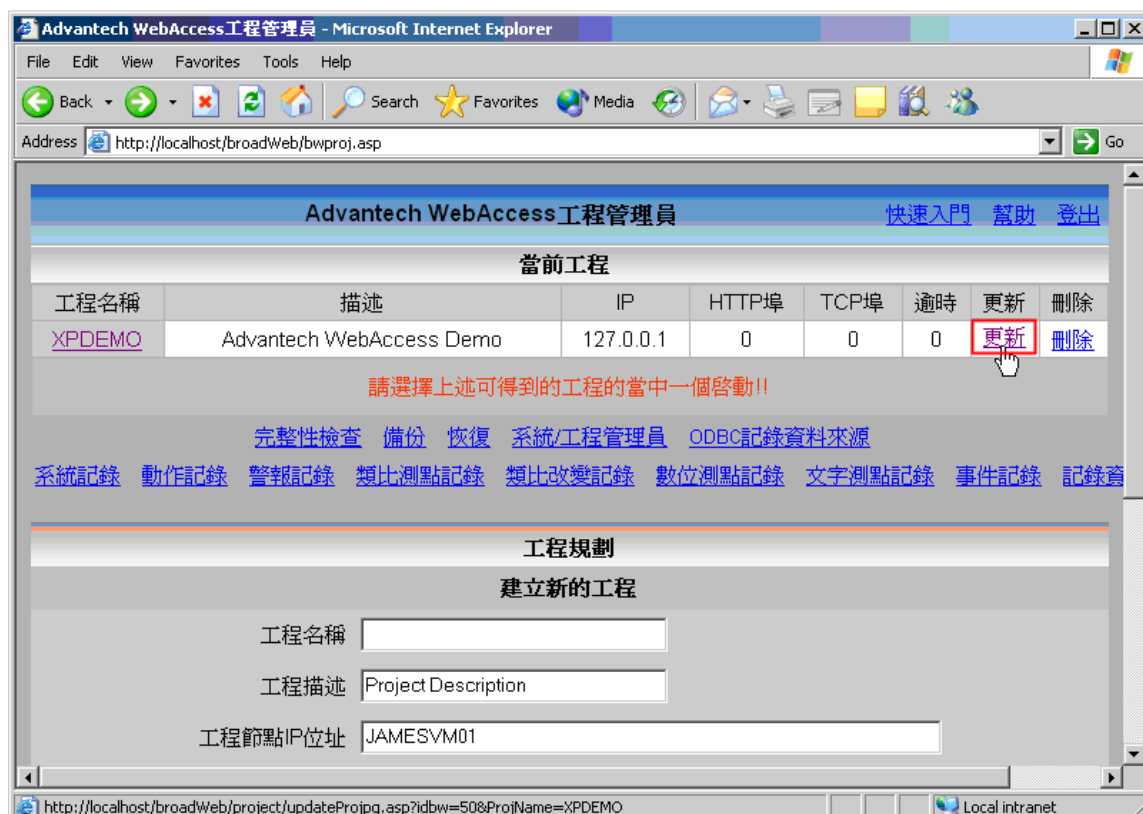 Advantech WebAccess工程管理員 - Microsoft Internet Explorer
File Edit View Favorites Tools Help
Back Search Favorites Media
Address http://localhost/broadWeb/bwproj.asp Go
Advantech WebAccess工程管理員 快速入門 幫助 登出
當前工程
工程名稱 描述 IP HTTP埠 TCP埠 逾時 更新 刪除
XPDEMO Advantech WebAccess Demo 127.0.0.1 0 0 0 更新 刪除
請選擇上述可得到的工程的當中一個啓動!!
完整性檢查 備份 恢復 系統/工程管理員 ODBC記錄資料來源
系統記錄 動作記錄 警報記錄 類比測點記錄 類比改變記錄 數位測點記錄 文字測點記錄 事件記錄 記錄資
工程規劃
建立新的工程
工程名稱
工程描述 Project Description
工程節點IP位址 JAMESVM01
http://localhost/broadWeb/project/updateProjpg.asp?idbw=50&ProjName=XPDEMO Local intranet